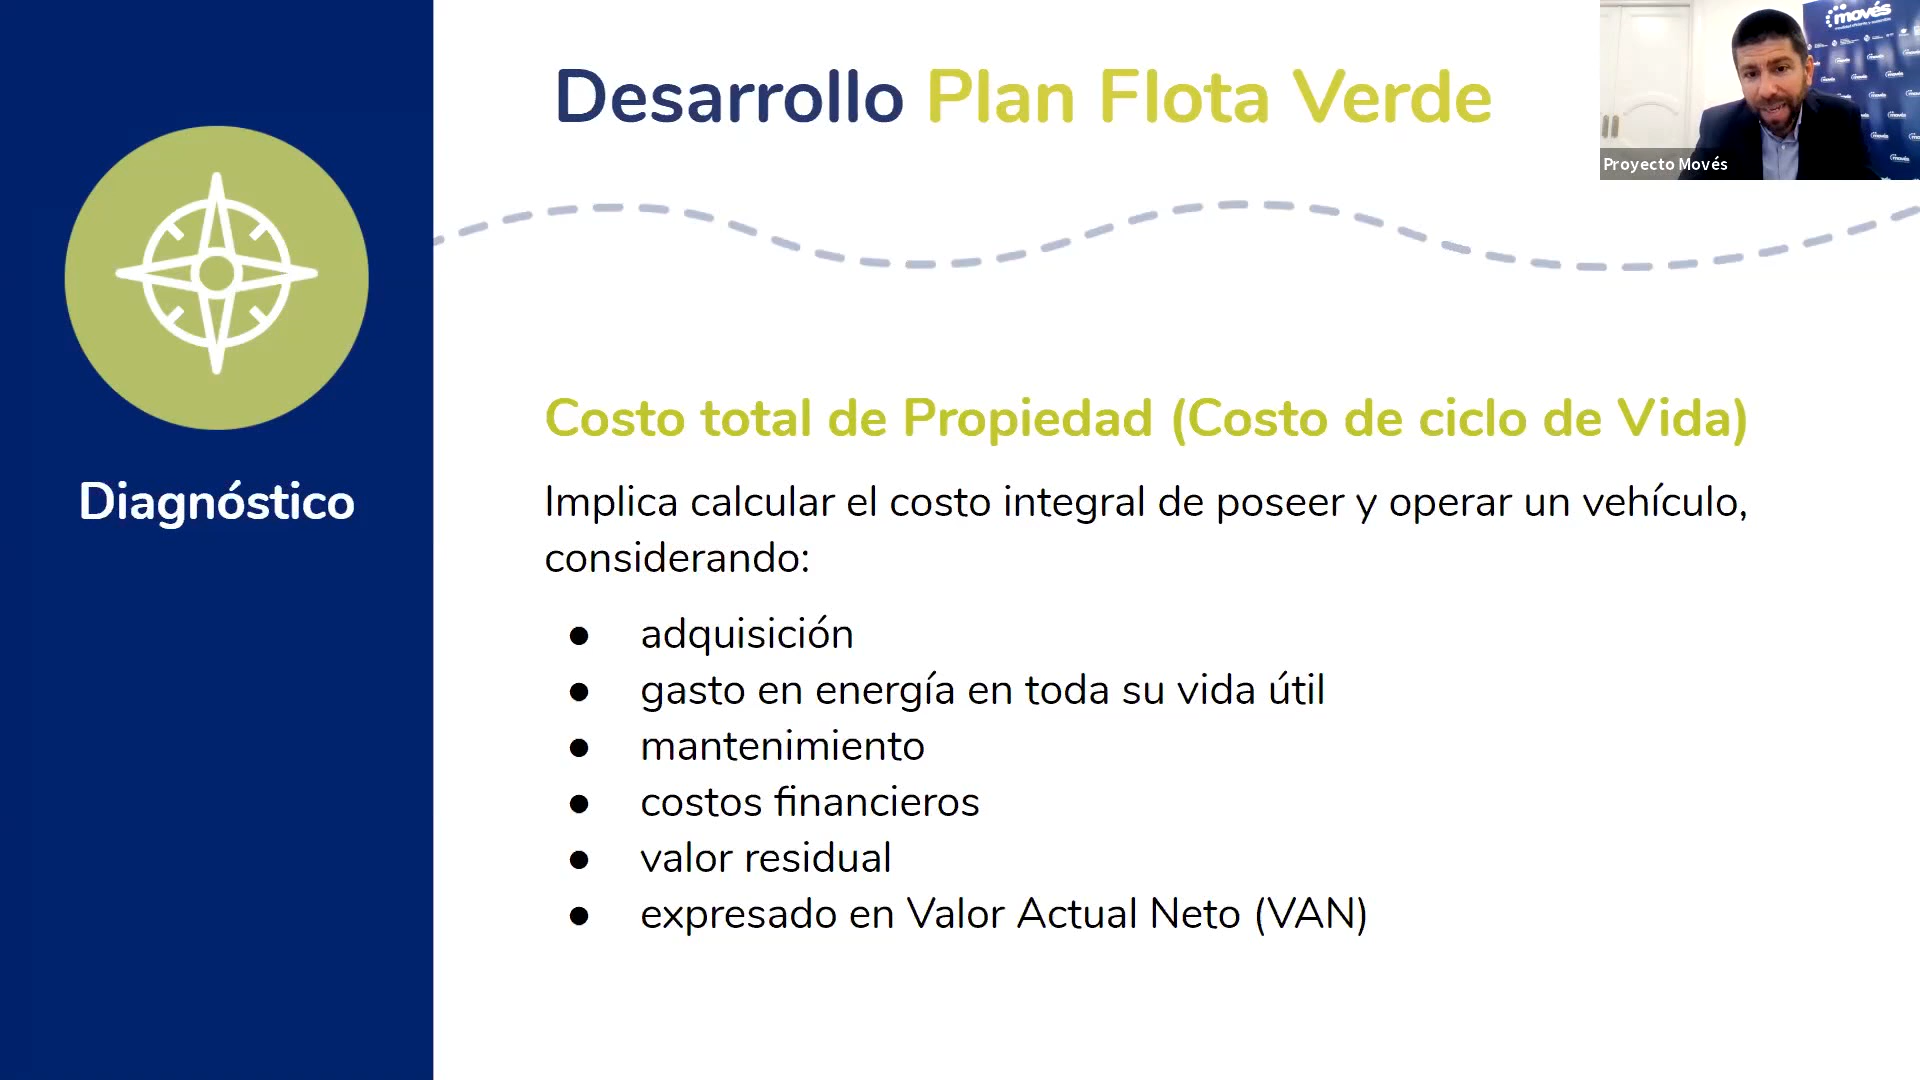 Desarrollo Plan Flota Verde
movés
Proyecto Movés
Diagnóstico
Costo total de Propiedad (Costo de ciclo de Vida)
Implica calcular el costo integral de poseer y operar un vehículo,
considerando:
● adquisición
● gasto en energía en toda su vida útil
● mantenimiento
● costos financieros
● valor residual
● expresado en Valor Actual Neto (VAN)